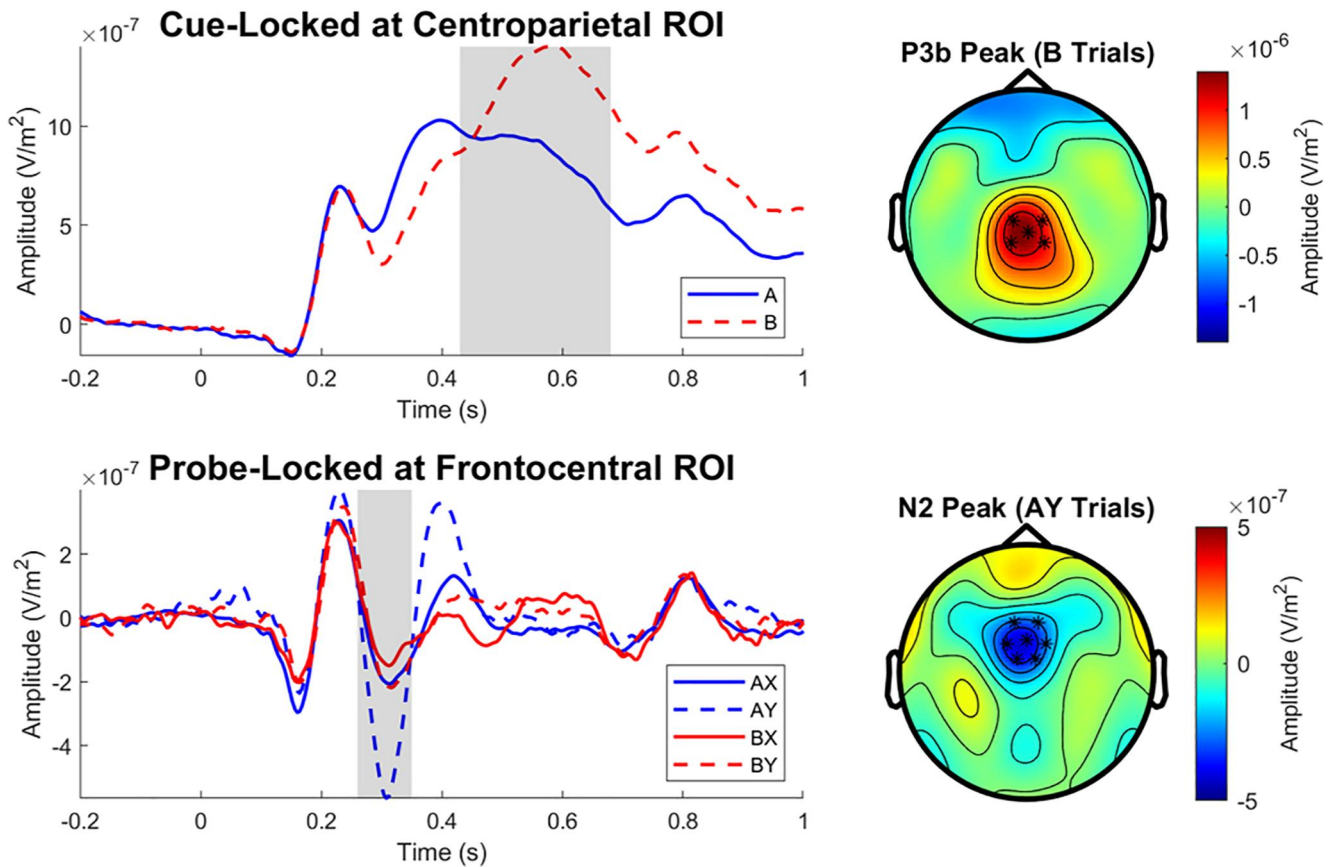 Cue-Locked at Centroparietal ROI
×10⁻⁷
Amplitude (V/m²)
10
5
0
-0.2 0 0.2 0.4 0.6 0.8 1
Time (s)
A
B
P3b Peak (B Trials)
×10⁻⁶
1
0.5
0
-0.5
-1
Amplitude (V/m²)
Probe-Locked at Frontocentral ROI
×10⁻⁷
Amplitude (V/m²)
2
0
-2
-4
-0.2 0 0.2 0.4 0.6 0.8 1
Time (s)
AX
AY
BX
BY
N2 Peak (AY Trials)
×10⁻⁷
5
0
-5
Amplitude (V/m²)